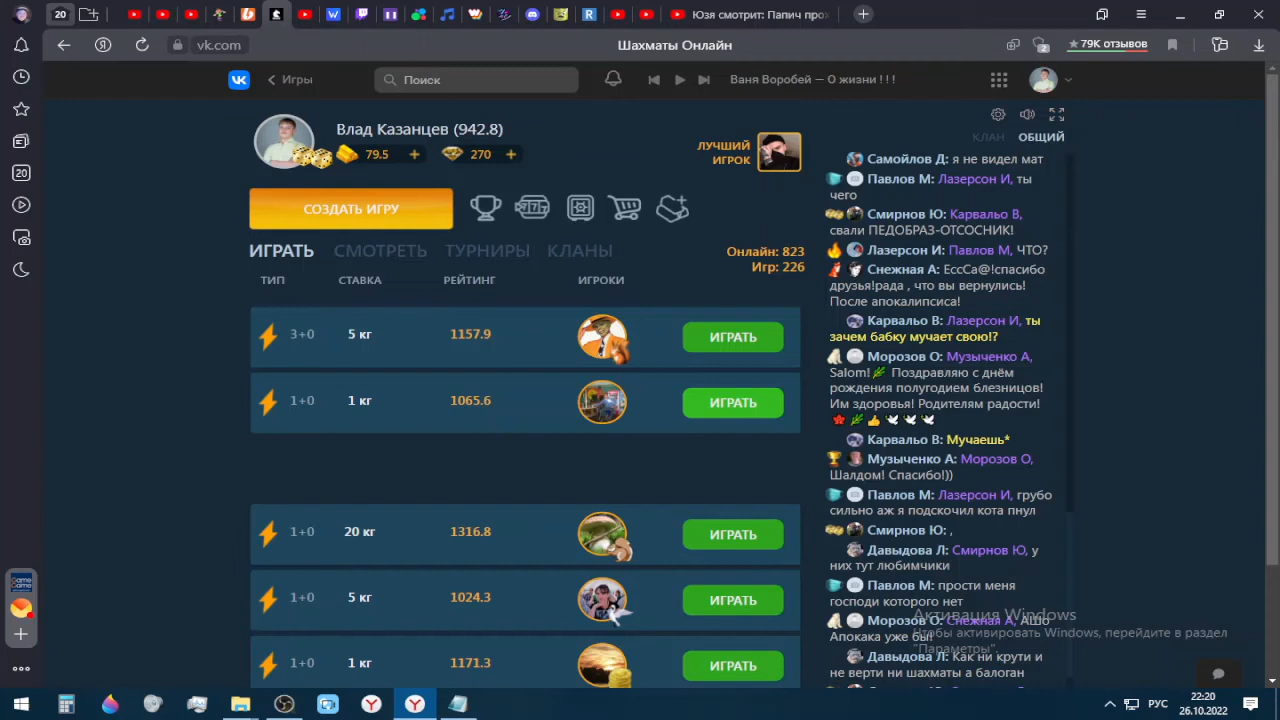 20
Юзя смотрит: Папич прох
vk.com
Шахматы Онлайн
2
★ 79K отзывов
20
Игры
Поиск
Ваня Воробей — О жизни ! ! !
Влад Казанцев (942.8)
79.5 +
270 +
ЛУЧШИЙ
ИГРОК
КЛАН ОБЩИЙ
СОЗДАТЬ ИГРУ
ИГРАТЬ СМОТРЕТЬ ТУРНИРЫ КЛАНЫ
Онлайн: 823
Игр: 226
ТИП СТАВКА РЕЙТИНГ ИГРОКИ
3+0 5 кг 1157.9 ИГРАТЬ
1+0 1 кг 1065.6 ИГРАТЬ
1+0 20 кг 1316.8 ИГРАТЬ
1+0 5 кг 1024.3 ИГРАТЬ
1+0 1 кг 1171.3 ИГРАТЬ
Самойлов Д: я не видел мат
Павлов М: Лазерсон И, ты
чего
Смирнов Ю: Карвальо В,
свали ПЕДОБРАЗ-ОТСОСНИК!
Лазерсон И: Павлов М, ЧТО?
Снежная А: ЕссСа@!спасибо
друзья!рада , что вы вернулись!
После апокалипсиса!
Карвальо В: Лазерсон И, ты
зачем бабку мучает свою!?
Морозов О: Музыченко А,
Salom! Поздравляю с днём
рождения полугодием блезницов!
Им здоровья! Родителям радости!
Карвальо В: Мучаешь*
Музыченко А: Морозов О,
Шалдом! Спасибо!))
Павлов М: Лазерсон И, грубо
сильно аж я подскочил кота пнул
Смирнов Ю: ,
Давыдова Л: Смирнов Ю, у
них тут любимчики
Павлов М: прости меня
господи которого нет
Морозов О: Снежная А, АШО
Апокака уже бы!
Давыдова Л: Как ни крути и
не верти ни шахматы а балоган
Активация Windows
Чтобы активировать Windows, перейдите в раздел
"Параметры".
РУС
22:20
26.10.2022